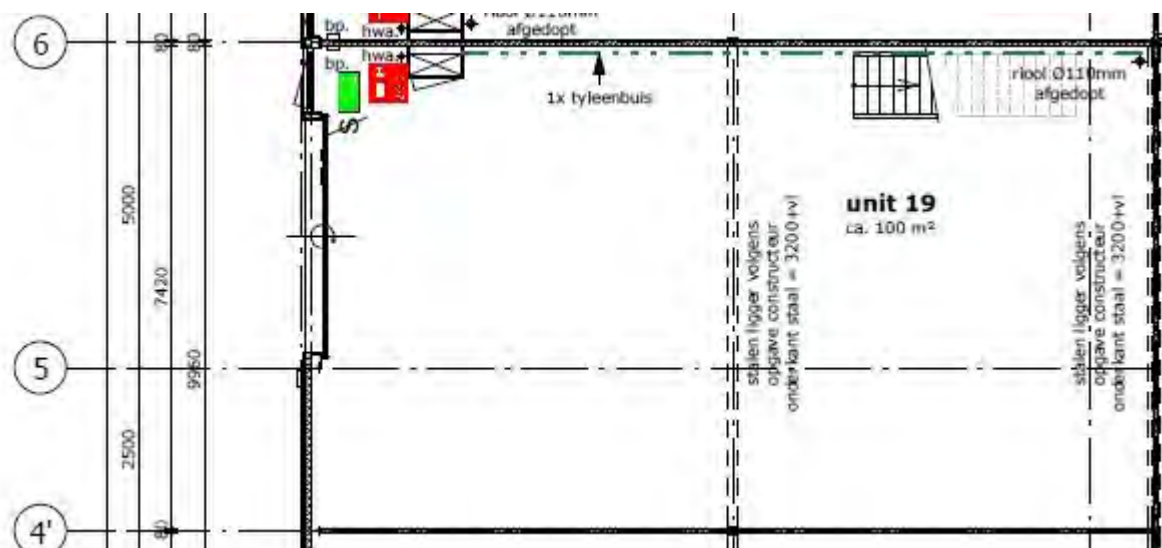 6
80
80
bp.
hwa.
afgedopt
bp.
hwa.
1x tyleenbuis
riool Ø110mm
afgedopt
5000
7420
9960
unit 19
ca. 100 m²
stalen ligger volgens
opgave constructeur
onderkant staal = 3200+vl
stalen ligger volgens
opgave constructeur
onderkant staal = 3200+vl
5
2500
4'
80